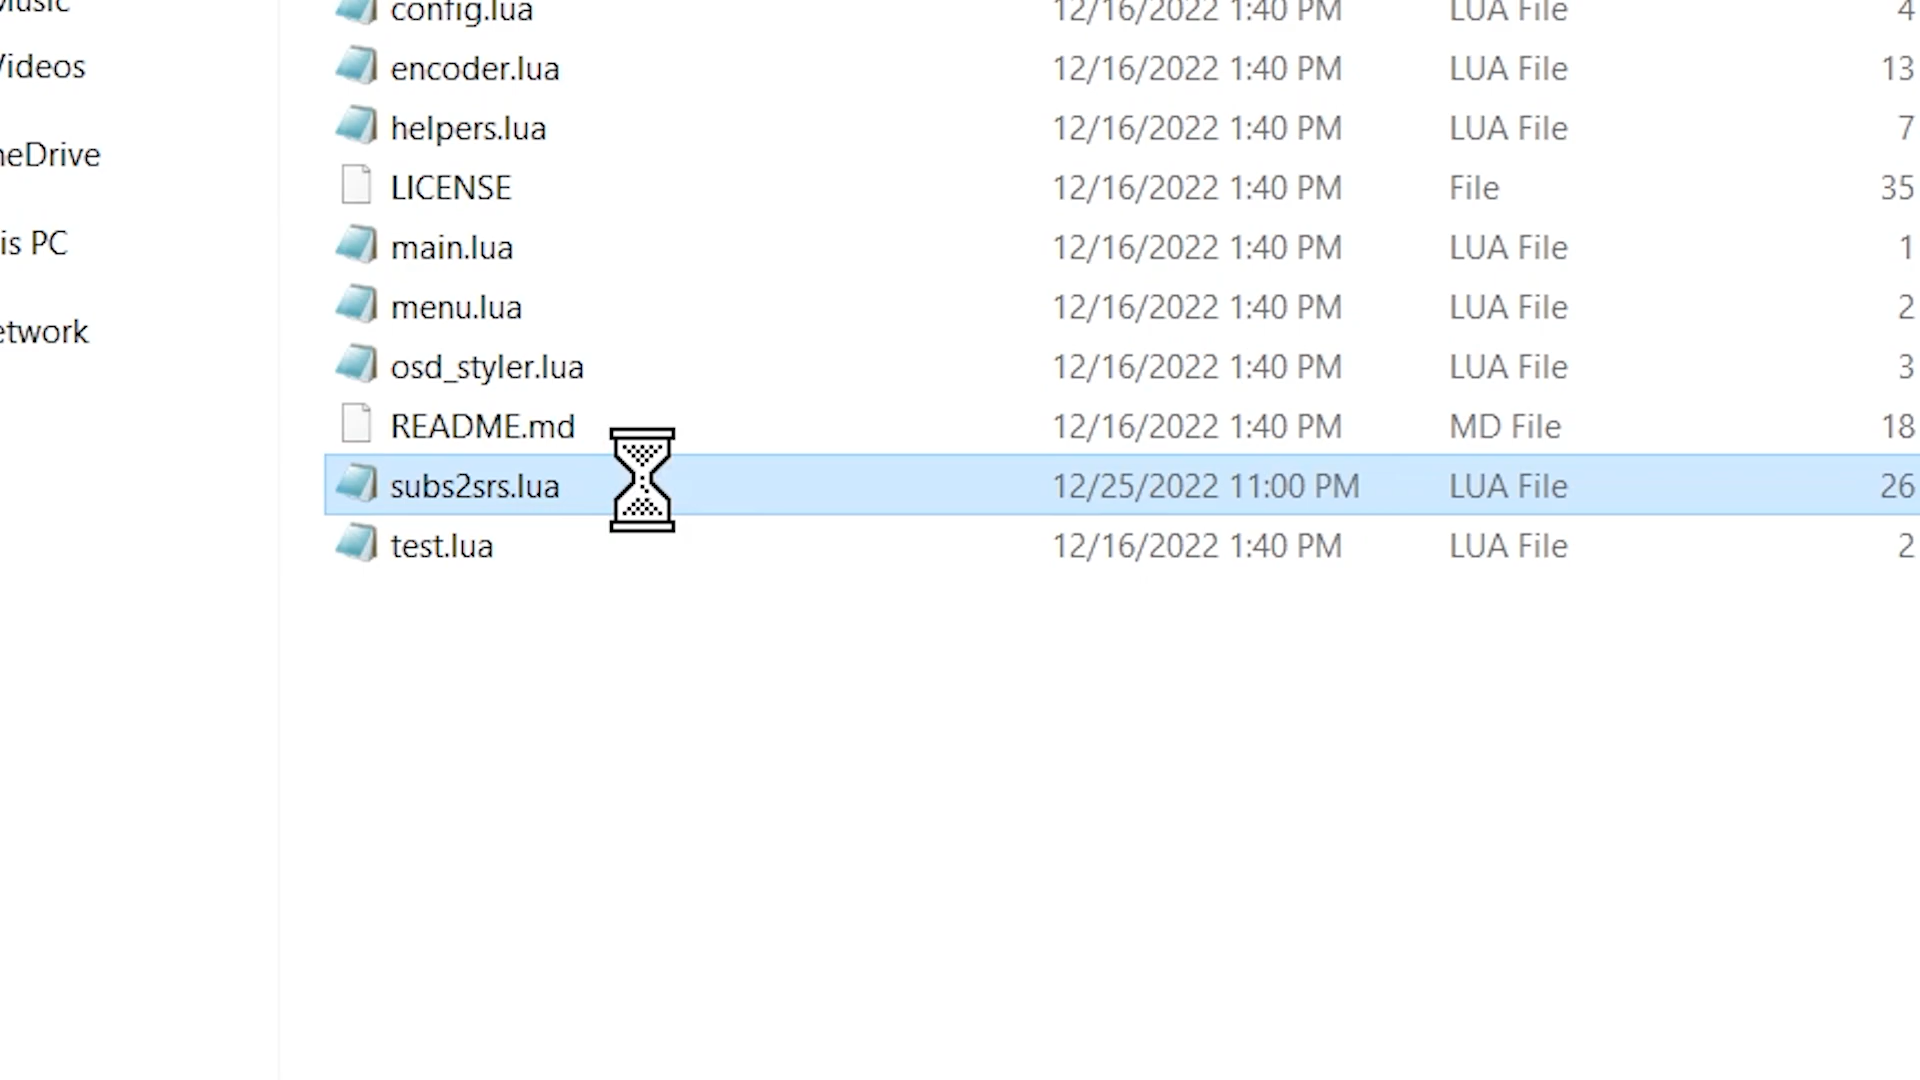 config.lua 12/16/2022 1:40 PM LUA File 4
Videos encoder.lua 12/16/2022 1:40 PM LUA File 13
helpers.lua 12/16/2022 1:40 PM LUA File 7
neDrive
LICENSE 12/16/2022 1:40 PM File 35
is PC main.lua 12/16/2022 1:40 PM LUA File 1
menu.lua 12/16/2022 1:40 PM LUA File 2
etwork
osd_styler.lua 12/16/2022 1:40 PM LUA File 3
README.md 12/16/2022 1:40 PM MD File 18
subs2srs.lua 12/25/2022 11:00 PM LUA File 26
test.lua 12/16/2022 1:40 PM LUA File 2